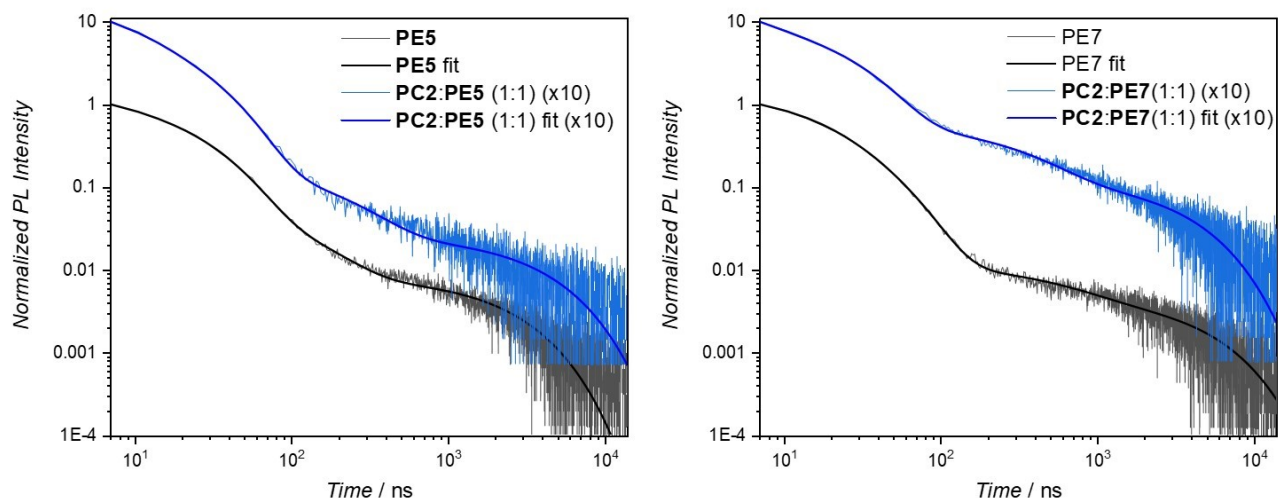 10
1
0.1
0.01
0.001
1E-4
Normalized PL Intensity
10¹
10²
10³
10⁴
Time / ns
PE5
PE5 fit
PC2:PE5 (1:1) (x10)
PC2:PE5 (1:1) fit (x10)
10
1
0.1
0.01
0.001
1E-4
Normalized PL Intensity
10¹
10²
10³
10⁴
Time / ns
PE7
PE7 fit
PC2:PE7(1:1) (x10)
PC2:PE7(1:1) fit (x10)